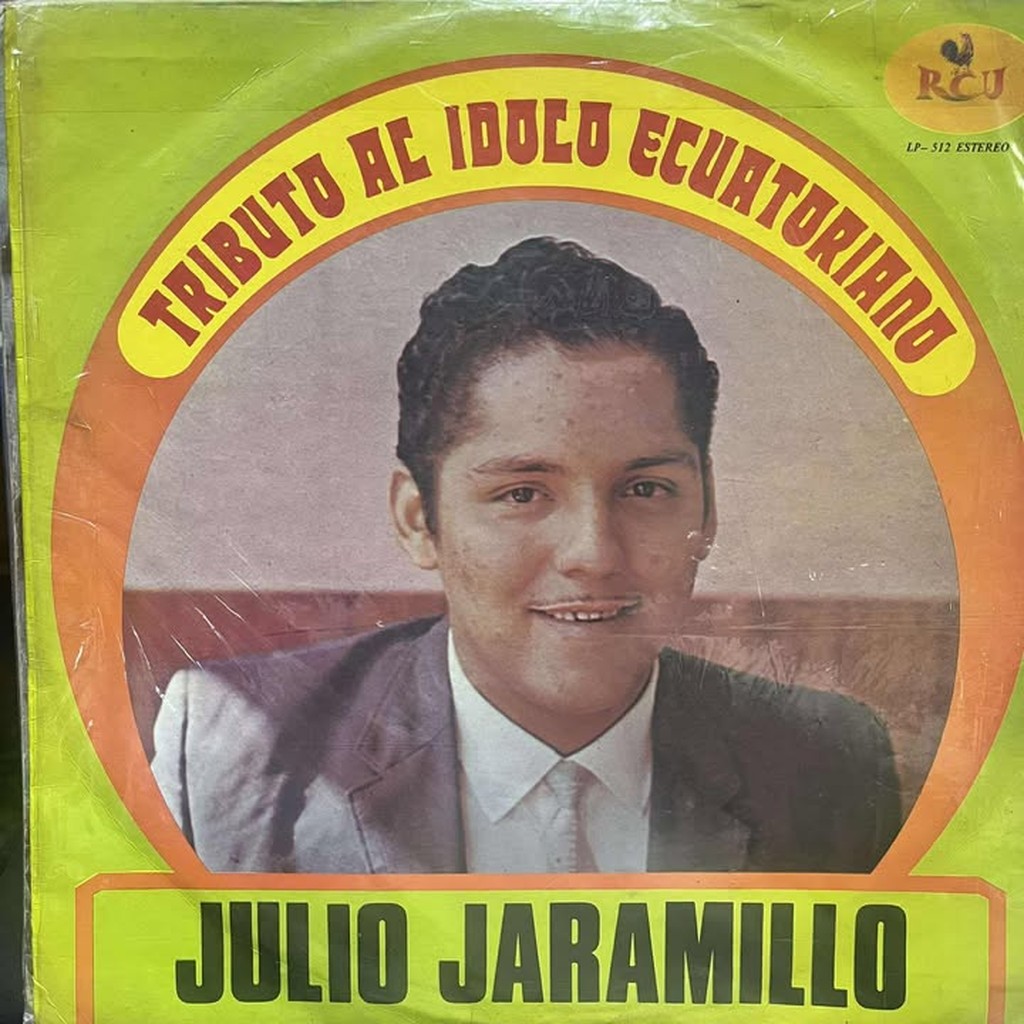 RCU
LP- 512 ESTEREO
TRIBUTO AL IDOLO ECUATORIANO
JULIO JARAMILLO